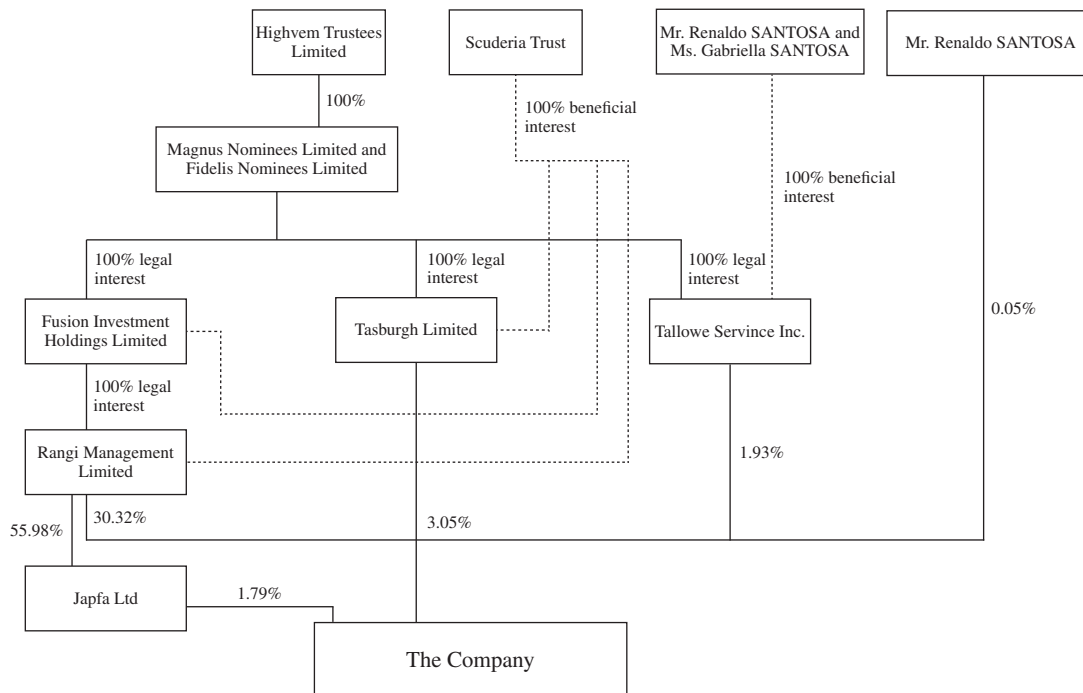 Highvem Trustees
Limited
Scuderia Trust
Mr. Renaldo SANTOSA and
Ms. Gabriella SANTOSA
Mr. Renaldo SANTOSA
100%
100% beneficial
interest
Magnus Nominees Limited and
Fidelis Nominees Limited
100% beneficial
interest
100% legal
interest
100% legal
interest
100% legal
interest
Fusion Investment
Holdings Limited
Tasburgh Limited
Tallowe Servince Inc.
0.05%
100% legal
interest
Rangi Management
Limited
1.93%
55.98%
30.32%
3.05%
Japfa Ltd
1.79%
The Company